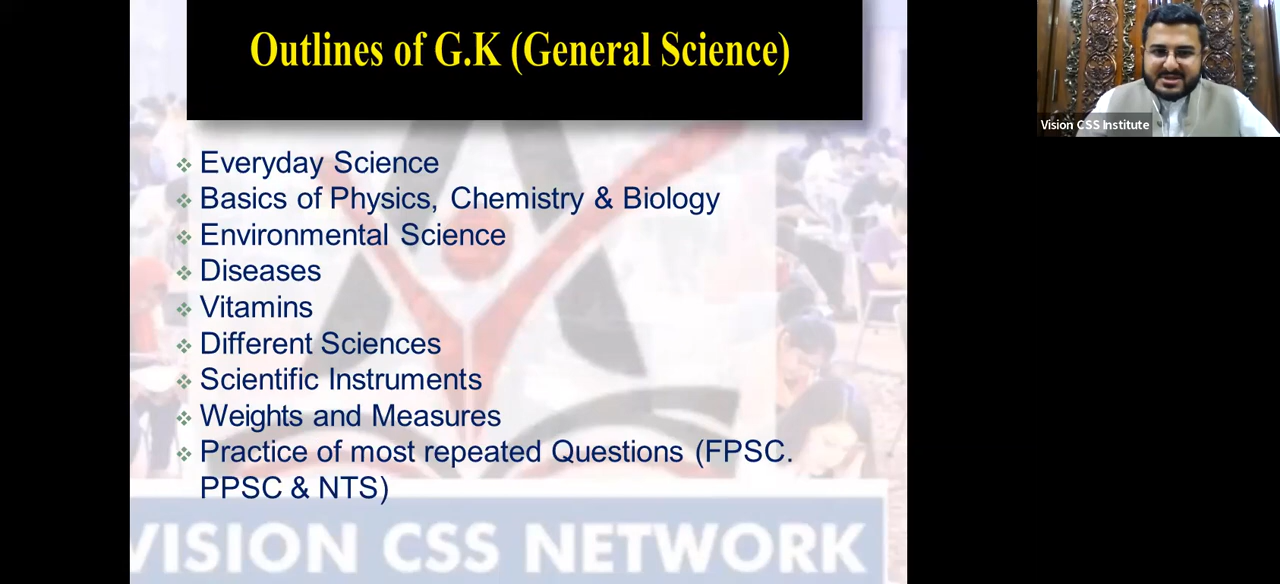 Outlines of G.K (General Science)
Vision CSS Institute
Everyday Science
Basics of Physics, Chemistry & Biology
Environmental Science
Diseases
Vitamins
Different Sciences
Scientific Instruments
Weights and Measures
Practice of most repeated Questions (FPSC.
PPSC & NTS)
VISION CSS NETWORK